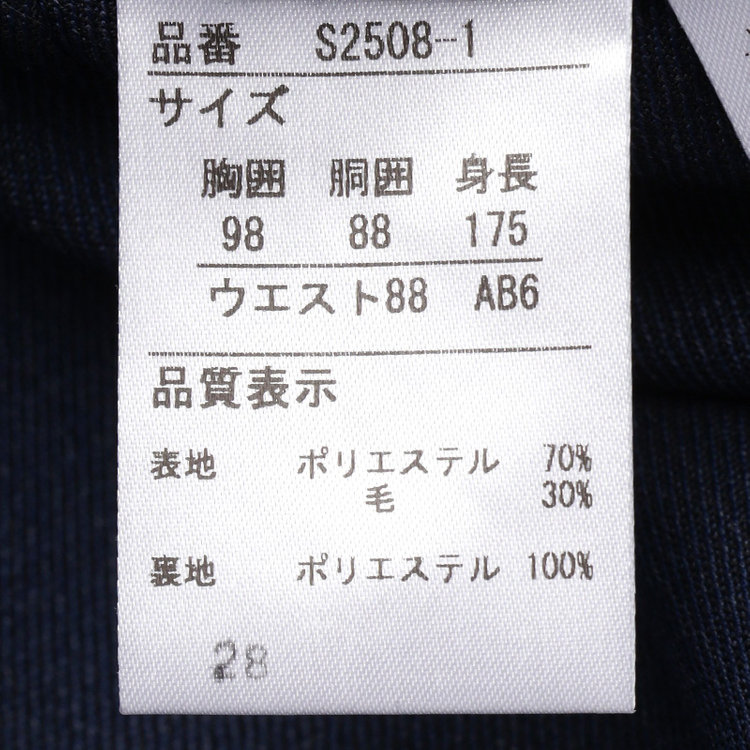 品番 S2508-1
サイズ
胸囲 胴囲 身長
98 88 175
ウエスト88 AB6
品質表示
表地 ポリエステル 70%
毛 30%
裏地 ポリエステル 100%
28